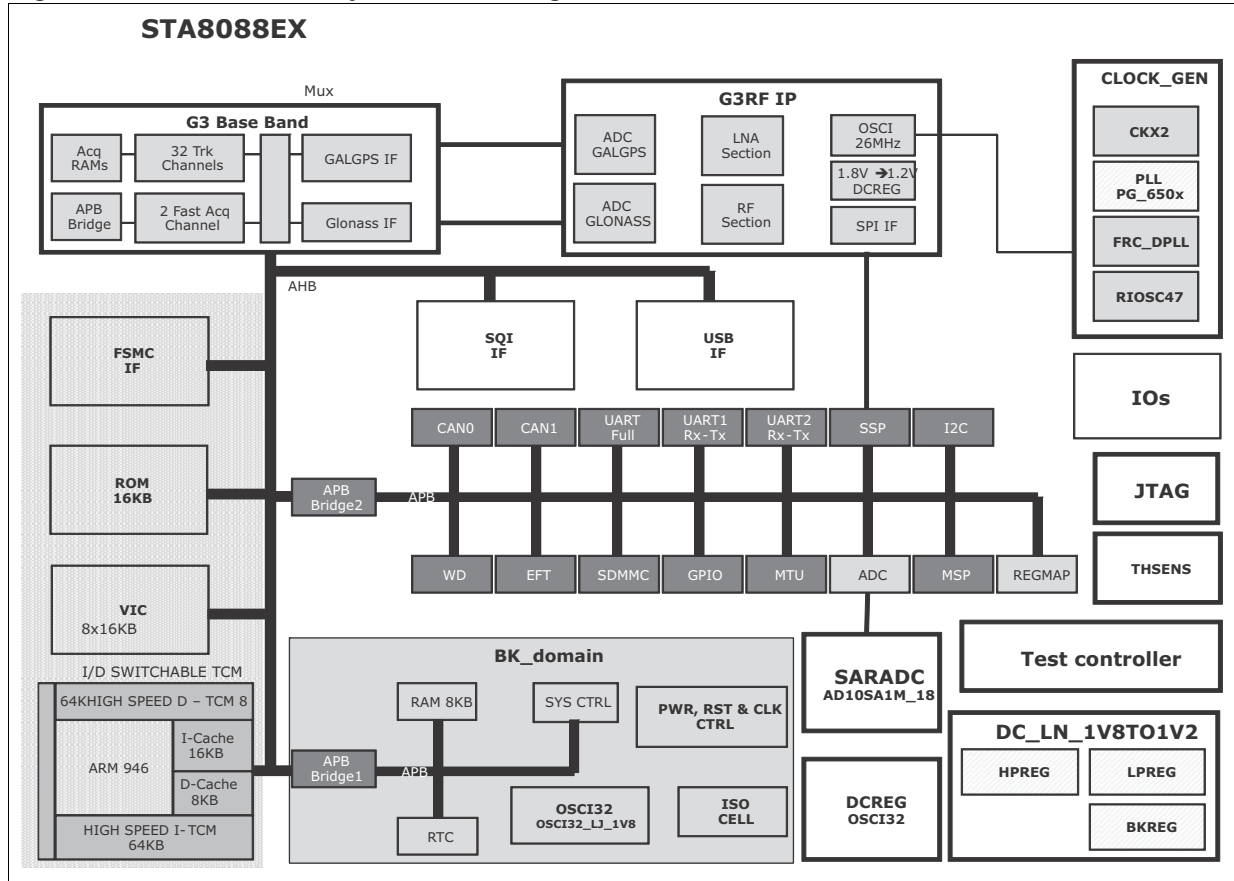 STA8088EX
Mux
G3 Base Band
Acq
RAMs
32 Trk
Channels
GALGPS IF
APB
Bridge
2 Fast Acq
Channel
Glonass IF
G3RF IP
ADC
GALGPS
LNA
Section
OSCI
26MHz
1.8V ➔1.2V
DCREG
ADC
GLONASS
RF
Section
SPI IF
CLOCK_GEN
CKX2
PLL
PG_650x
FRC_DPLL
RIOSC47
AHB
FSMC
IF
SQI
IF
USB
IF
IOs
CAN0
CAN1
UART
Full
UART1
Rx-Tx
UART2
Rx-Tx
SSP
I2C
ROM
16KB
APB
Bridge2
APB
JTAG
WD
EFT
SDMMC
GPIO
MTU
ADC
MSP
REGMAP
THSENS
VIC
8x16KB
I/D SWITCHABLE TCM
64KHIGH SPEED D – TCM 8
ARM 946
I-Cache
16KB
D-Cache
8KB
HIGH SPEED I-TCM
64KB
BK_domain
RAM 8KB
SYS CTRL
PWR, RST & CLK
CTRL
APB
Bridge1
APB
RTC
OSCI32
OSCI32_LJ_1V8
ISO
CELL
SARADC
AD10SA1M_18
Test controller
DCREG
OSCI32
DC_LN_1V8TO1V2
HPREG
LPREG
BKREG